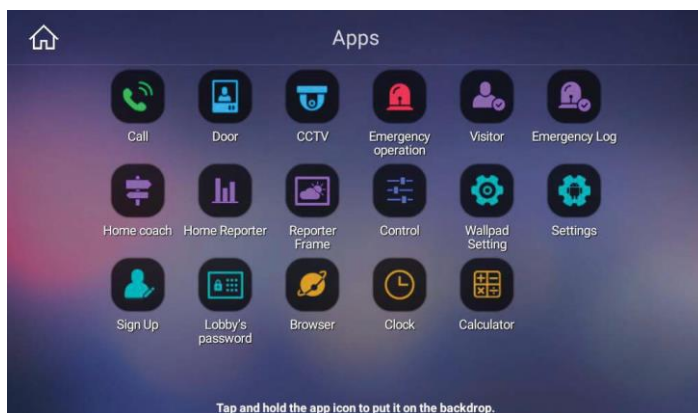 Apps
Call
Door
CCTV
Emergency
operation
Visitor
Emergency Log
Home coach
Home Reporter
Reporter
Frame
Control
Wallpad
Setting
Settings
Sign Up
Lobby's
password
Browser
Clock
Calculator
Tap and hold the app icon to put it on the backdrop.